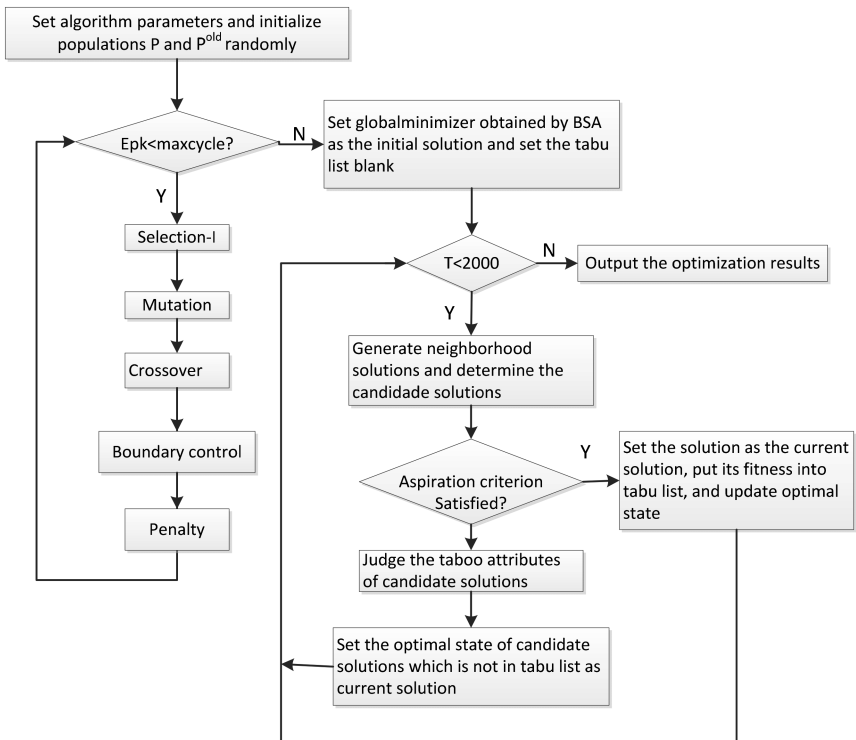 Set algorithm parameters and initialize
populations P and P^old randomly
Epk<maxcycle?
N
Y
Set globalminimizer obtained by BSA
as the initial solution and set the tabu
list blank
Selection-I
Mutation
Crossover
Boundary control
Penalty
T<2000
N
Output the optimization results
Y
Generate neighborhood
solutions and determine the
candidade solutions
Aspiration criterion
Satisfied?
Y
Set the solution as the current
solution, put its fitness into
tabu list, and update optimal
state
Judge the taboo attributes
of candidate solutions
Set the optimal state of candidate
solutions which is not in tabu list as
current solution